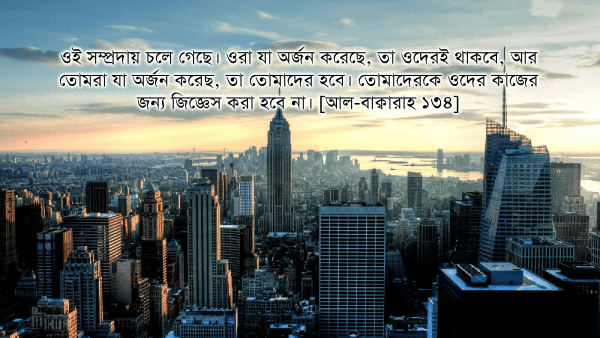 ওই সম্প্রদায় চলে গেছে। ওরা যা অর্জন করেছে, তা ওদেরই থাকবে, আর
তোমরা যা অর্জন করেছ, তা তোমাদের হবে। তোমাদেরকে ওদের কাজের
জন্য জিজ্ঞেস করা হবে না। [আল-বাক্বারাহ ১৩৪]